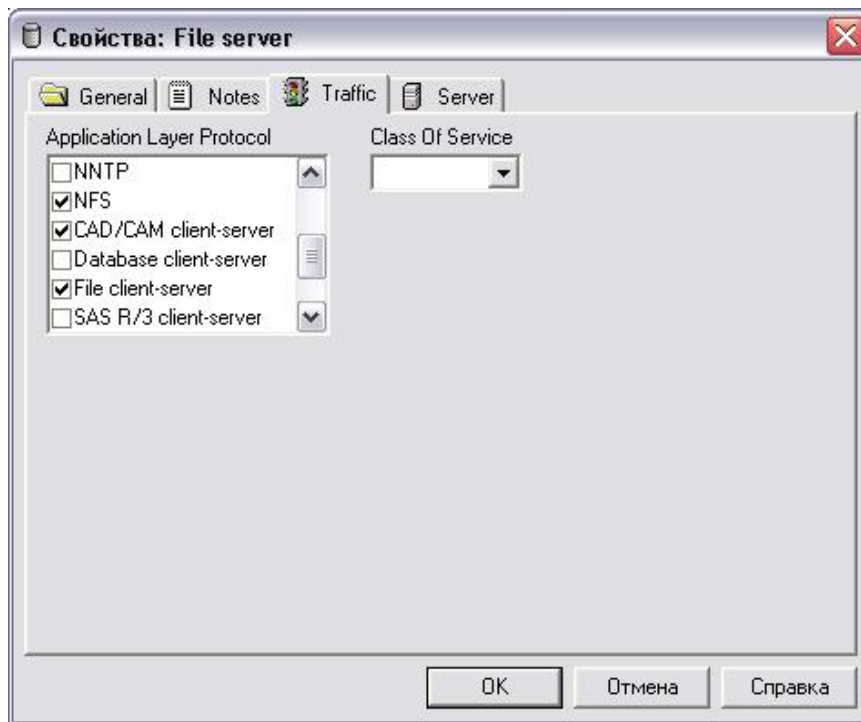 Свойства: File server
General Notes Traffic Server
Application Layer Protocol Class Of Service
NNTP
NFS
CAD/CAM client-server
Database client-server
File client-server
SAS R/3 client-server
OK Отмена Справка